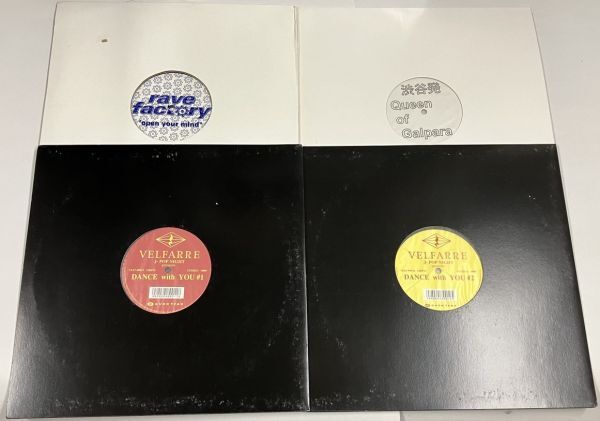 rave
factory
"open your mind"
渋谷発
Queen
of
Galpara
VELFARRE
J-POP NIGHT
DANCE with YOU #1
VELFARRE
J-POP NIGHT
DANCE with YOU #2